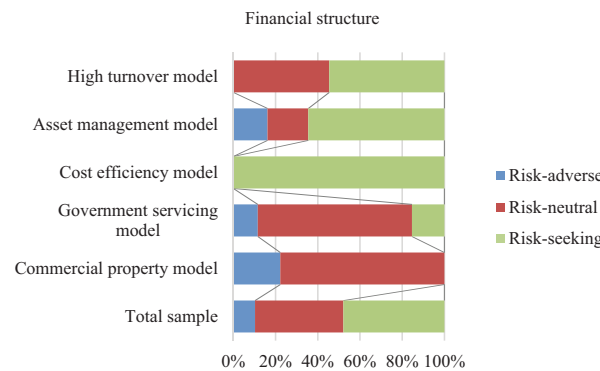 Financial structure
High turnover model
Asset management model
Cost efficiency model
Government servicing
model
Commercial property model
Total sample
0% 20% 40% 60% 80% 100%
Risk-adverse
Risk-neutral
Risk-seeking